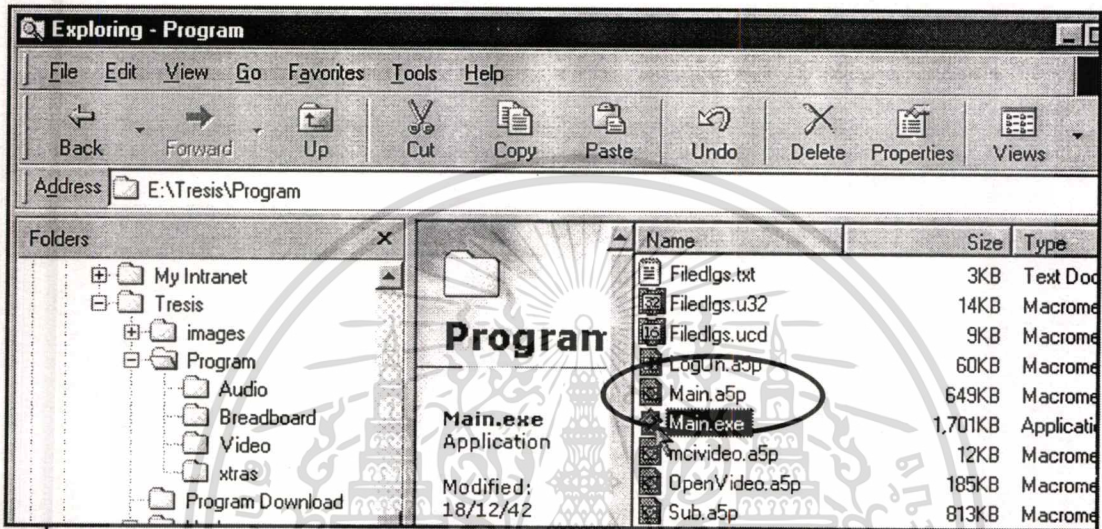 Exploring - Program
File Edit View Go Favorites Tools Help
Back Forward Up Cut Copy Paste Undo Delete Properties Views
Address E:\Tresis\Program
Folders
My Intranet
Tresis
images
Program
Audio
Breadboard
Video
xtras
Program Download
Program
Main.exe
Application
Modified:
18/12/42
Name Size Type
Filedlgs.txt 3KB Text Doc
Filedlgs.u32 14KB Macrome
Filedlgs.ucd 9KB Macrome
LogOn.a5p 60KB Macrome
Main.a5p 649KB Macrome
Main.exe 1,701KB Applicatio
mcivideo.a5p 12KB Macrome
OpenVideo.a5p 185KB Macrome
Sub.a5p 813KB Macrome